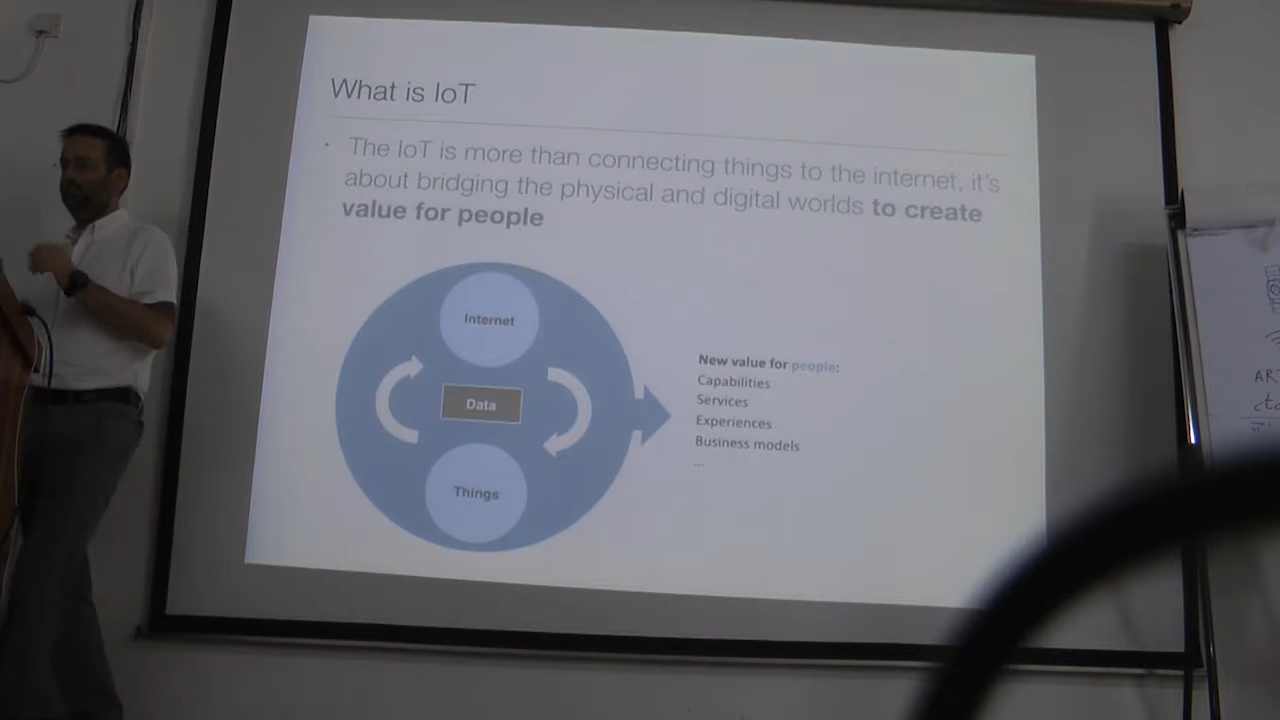 What is IoT
• The IoT is more than connecting things to the internet, it's
about bridging the physical and digital worlds to create
value for people
Internet
Data
Things
New value for people:
Capabilities
Services
Experiences
Business models
...
AR